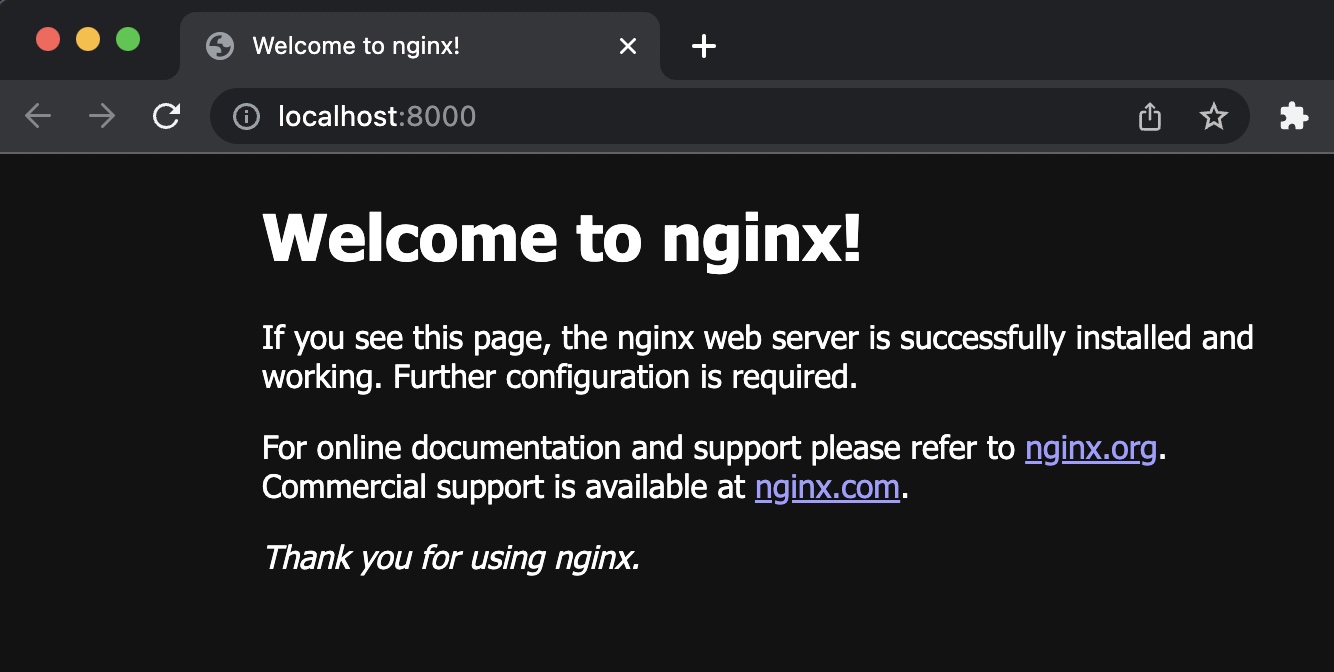 Welcome to nginx!
localhost:8000
Welcome to nginx!
If you see this page, the nginx web server is successfully installed and
working. Further configuration is required.
For online documentation and support please refer to nginx.org.
Commercial support is available at nginx.com.
Thank you for using nginx.